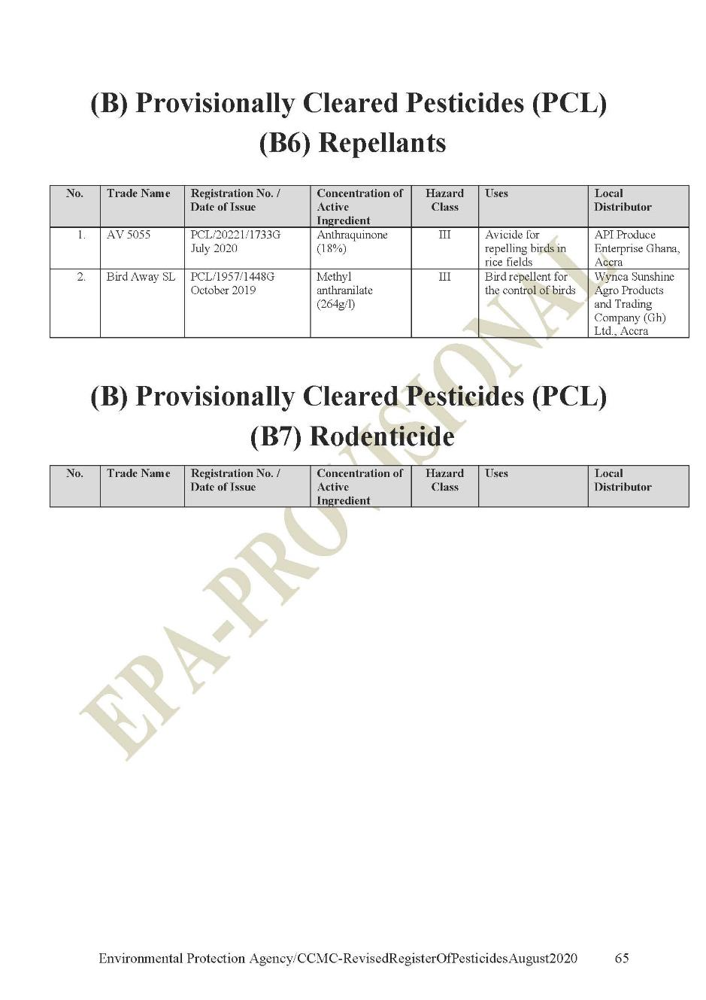 (B) Provisionally Cleared Pesticides (PCL)
(B6) Repellants
No. Trade Name Registration No. / Date of Issue Concentration of Active Ingredient Hazard Class Uses Local Distributor
1. AV 5055 PCL/20221/1733G July 2020 Anthraquinone (18%) III Avicide for repelling birds in rice fields API Produce Enterprise Ghana, Accra
2. Bird Away SL PCL/1957/1448G October 2019 Methyl anthranilate (264g/l) III Bird repellent for the control of birds Wynca Sunshine Agro Products and Trading Company (Gh) Ltd., Accra
(B) Provisionally Cleared Pesticides (PCL)
(B7) Rodenticide
No. Trade Name Registration No. / Date of Issue Concentration of Active Ingredient Hazard Class Uses Local Distributor
EPA-PROVISIONAL
Environmental Protection Agency/CCMC-RevisedRegisterOfPesticidesAugust2020 65